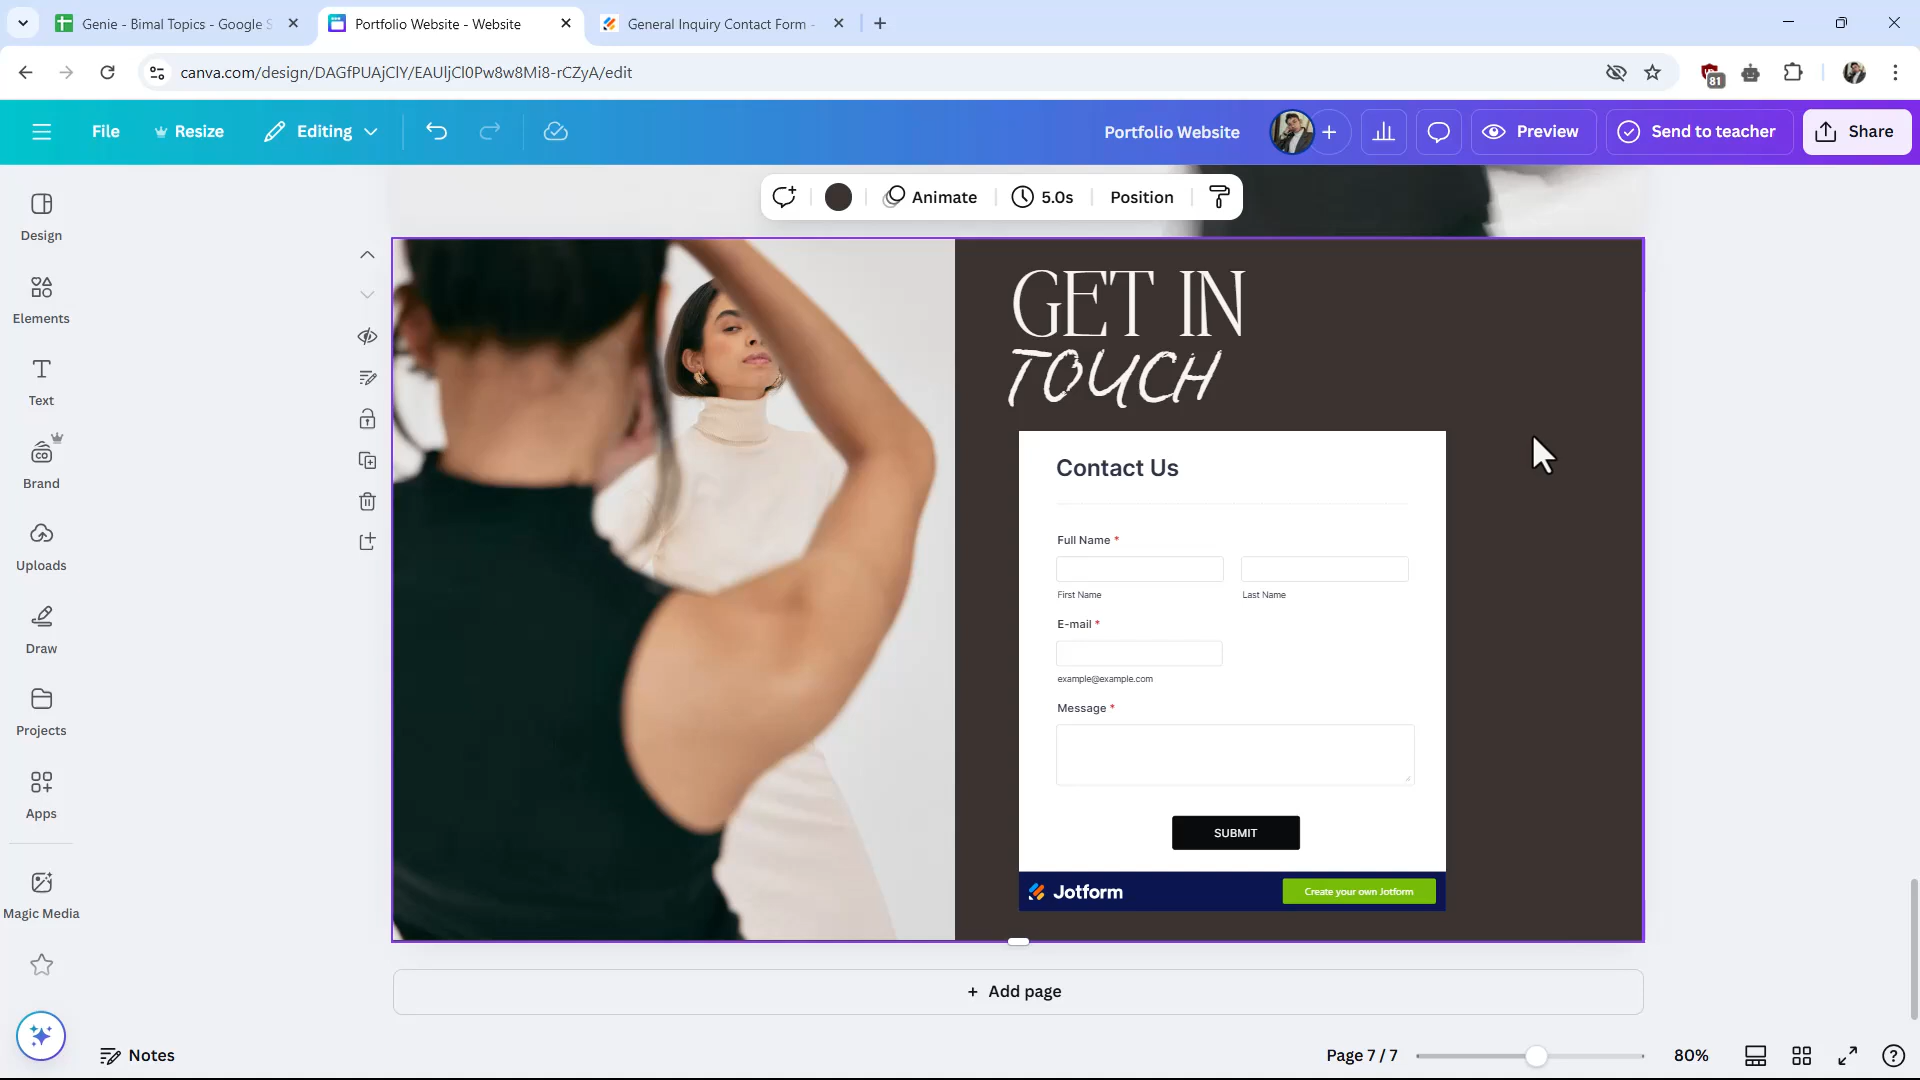 Genie - Bimal Topics - Google S
Portfolio Website - Website
General Inquiry Contact Form -
canva.com/design/DAGfPUAjClY/EAUljCl0Pw8w8Mi8-rCZyA/edit
81
File
Resize
Editing
Portfolio Website
Preview
Send to teacher
Share
Animate
5.0s
Position
Design
Elements
Text
Brand
Uploads
Draw
Projects
Apps
Magic Media
GET IN
TOUCH
Contact Us
Full Name *
First Name
Last Name
E-mail *
example@example.com
Message *
SUBMIT
Jotform
Create your own Jotform
+ Add page
Notes
Page 7 / 7
80%